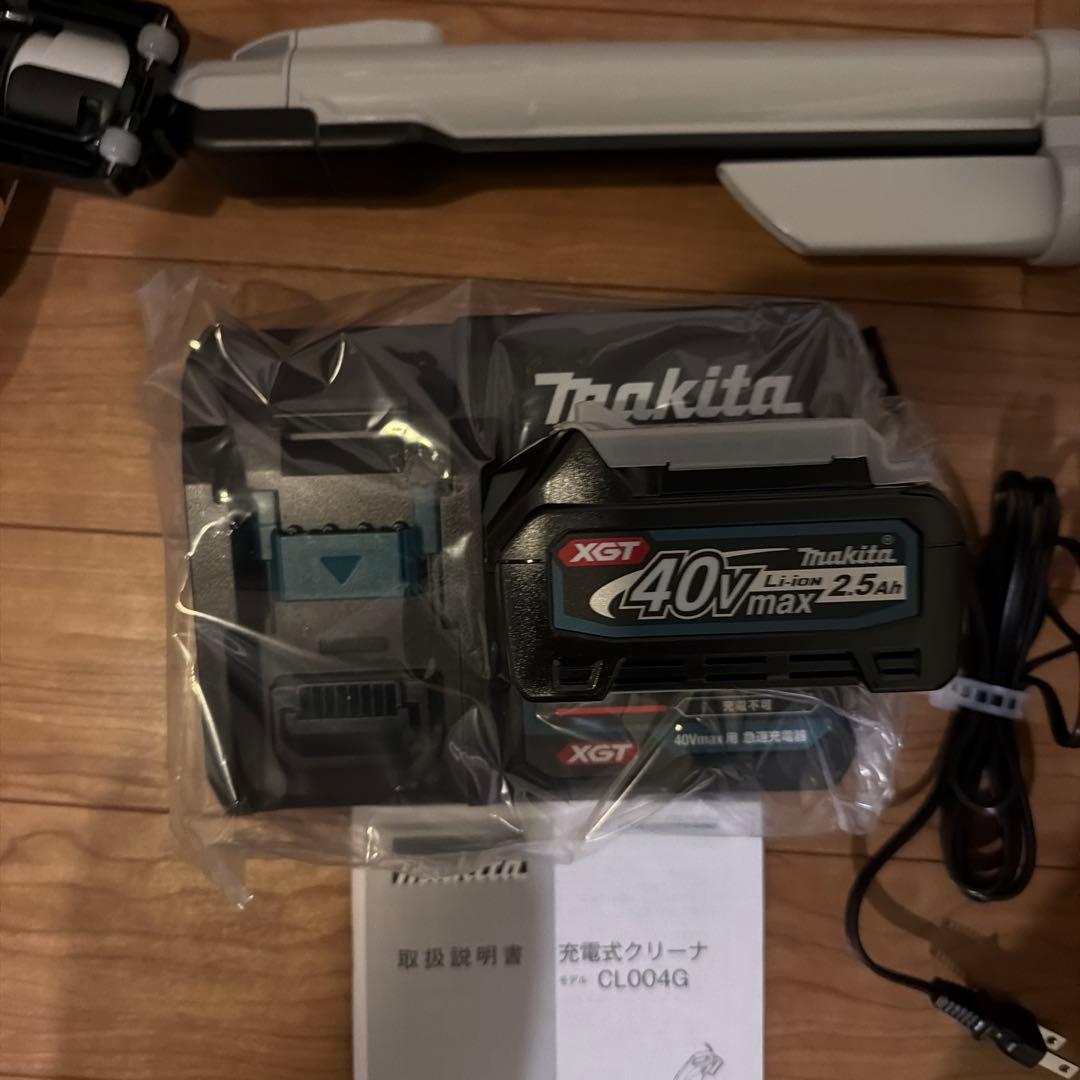 makita
XGT
40Vmax
Li-ion
makita®
2.5Ah
充電不可
XGT
40Vmax用 急速充電器
makita
取扱説明書
充電式クリーナ
モデル CL004G